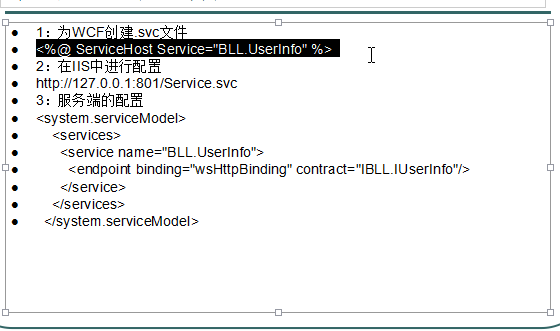 1：为WCF创建.svc文件
<%@ ServiceHost Service="BLL.UserInfo" %>
2：在IIS中进行配置
http://127.0.0.1:801/Service.svc
3：服务端的配置
<system.serviceModel>
<services>
<service name="BLL.UserInfo">
<endpoint binding="wsHttpBinding" contract="IBLL.IUserInfo"/>
</service>
</services>
</system.serviceModel>